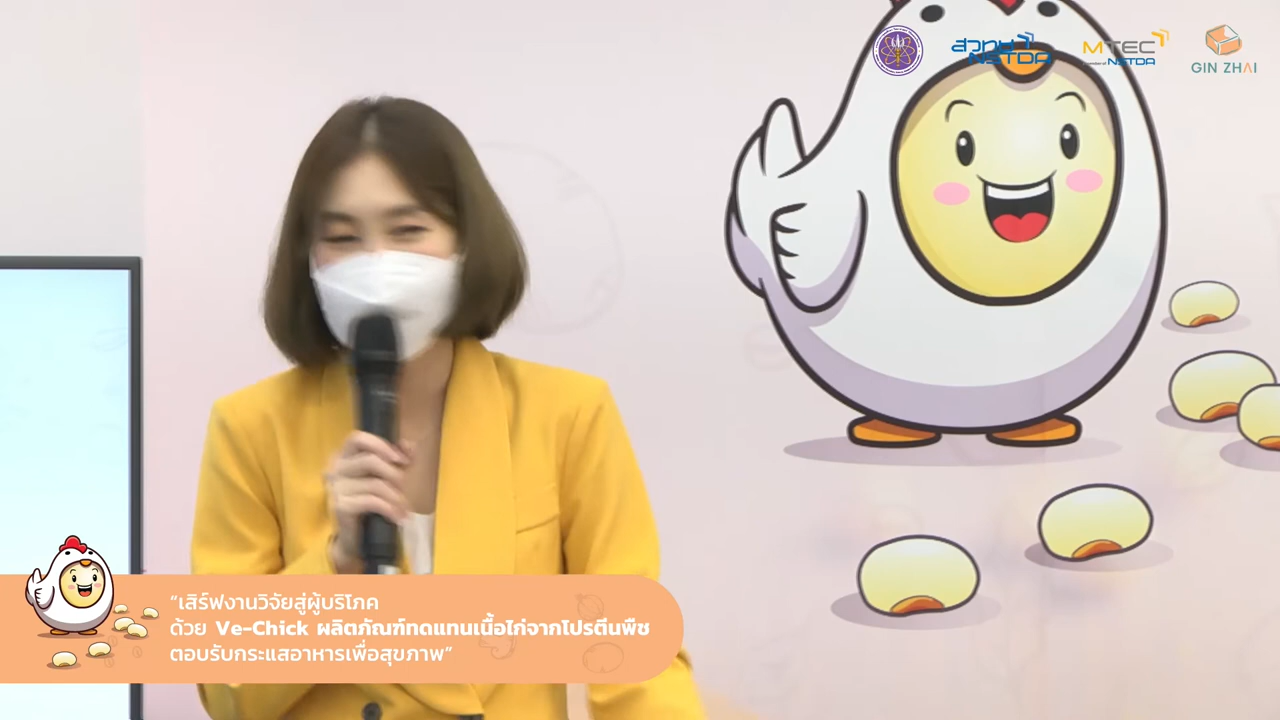 สวทช
NSTDA
MTEC
NSTDA
GIN ZHAI
“เสิร์ฟงานวิจัยสู่ผู้บริโภค
ด้วย Ve-Chick ผลิตภัณฑ์ทดแทนเนื้อไก่จากโปรตีนพืช
ตอบรับกระแสอาหารเพื่อสุขภาพ”